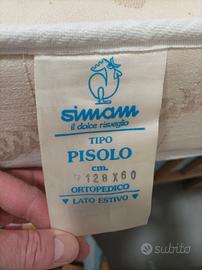 simam
il dolce risveglio
TIPO
PISOLO
cm.
128X60
ORTOPEDICO
LATO ESTIVO
subito